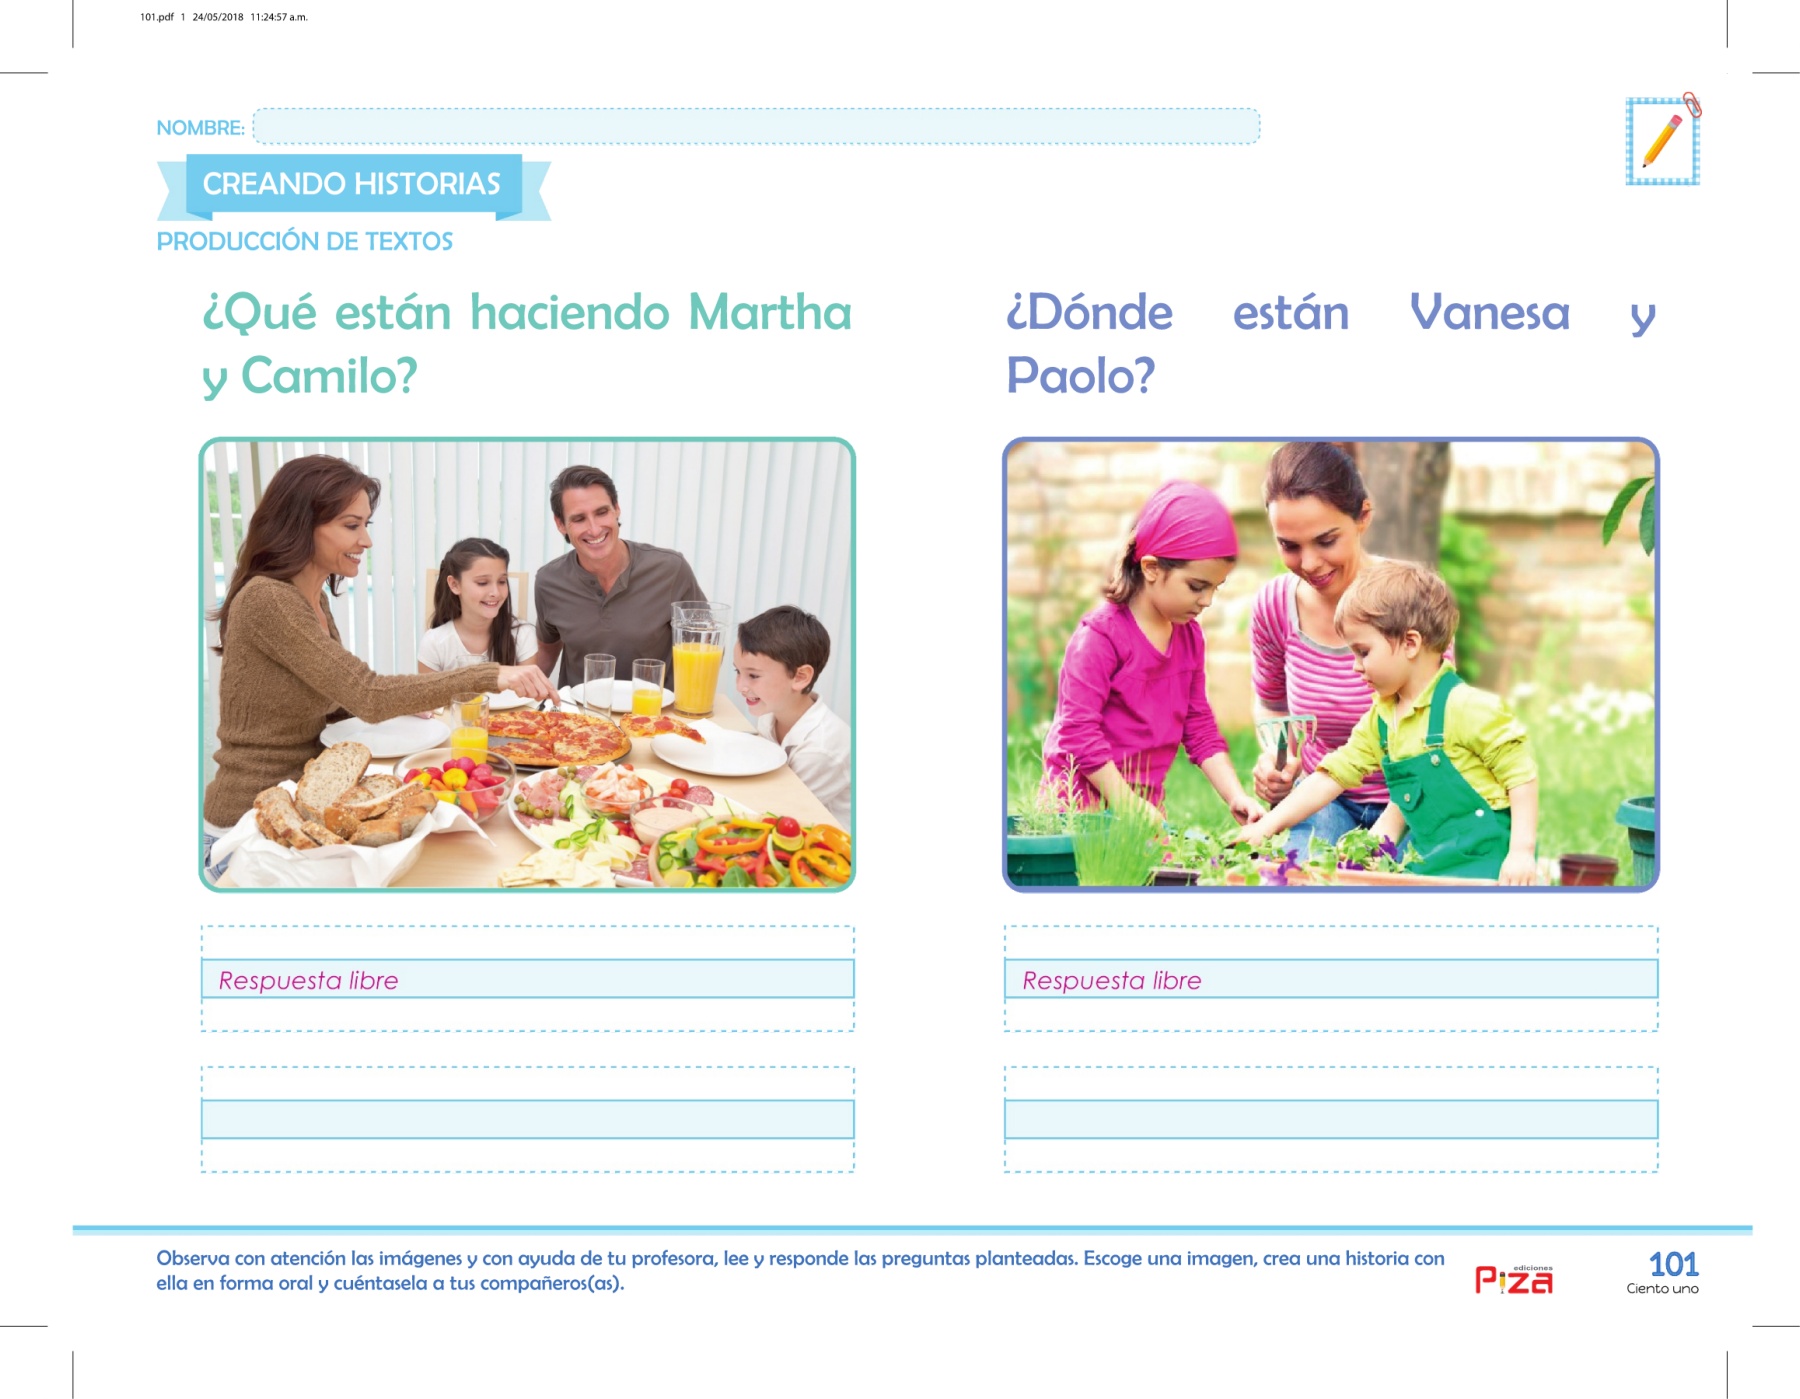 101.pdf 1 24/05/2018 11:24:57 a.m.
NOMBRE:
CREANDO HISTORIAS
PRODUCCIÓN DE TEXTOS
¿Qué están haciendo Martha
y Camilo?
Respuesta libre
¿Dónde están Vanesa y
Paolo?
Respuesta libre
Observa con atención las imágenes y con ayuda de tu profesora, lee y responde las preguntas planteadas. Escoge una imagen, crea una historia con
ella en forma oral y cuéntasela a tus compañeros(as).
ediciones
Piza
101
Ciento uno